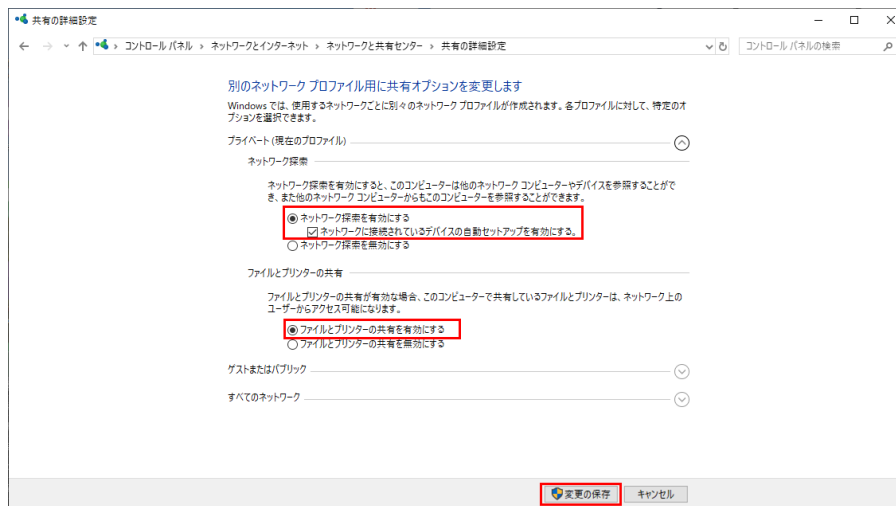 共有の詳細設定
コントロール パネル › ネットワークとインターネット › ネットワークと共有センター › 共有の詳細設定
コントロール パネルの検索
別のネットワーク プロファイル用に共有オプションを変更します
Windows では、使用するネットワークごとに別々のネットワーク プロファイルが作成されます。各プロファイルに対して、特定のオ
プションを選択できます。
プライベート (現在のプロファイル)
ネットワーク探索
ネットワーク探索を有効にすると、このコンピューターは他のネットワーク コンピューターやデバイスを参照することがで
き、また他のネットワーク コンピューターからもこのコンピューターを参照することができます。
ネットワーク探索を有効にする
ネットワークに接続されているデバイスの自動セットアップを有効にする。
ネットワーク探索を無効にする
ファイルとプリンターの共有
ファイルとプリンターの共有が有効な場合、このコンピューターで共有しているファイルとプリンターは、ネットワーク上の
ユーザーからアクセス可能になります。
ファイルとプリンターの共有を有効にする
ファイルとプリンターの共有を無効にする
ゲストまたはパブリック
すべてのネットワーク
変更の保存
キャンセル